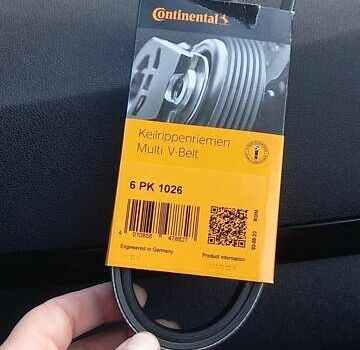 Continental
Keilrippenriemen
Multi V-Belt
6 PK 1026
Engineered in Germany
Product information